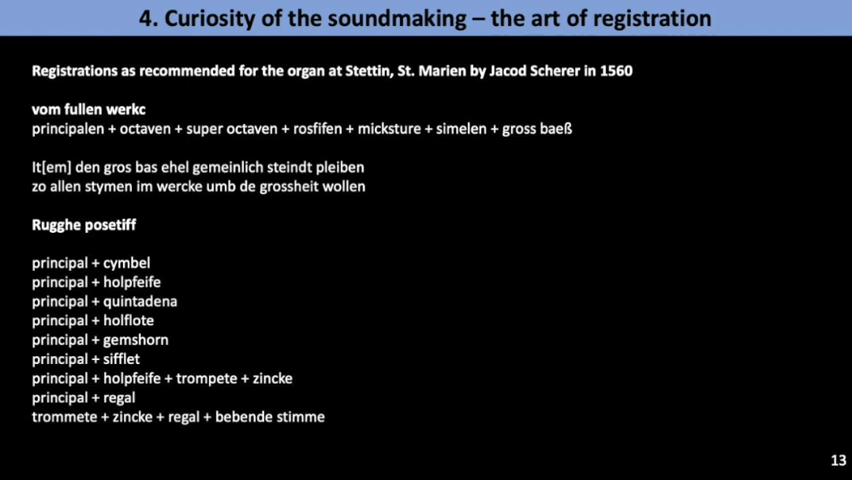 4. Curiosity of the soundmaking – the art of registration
Registrations as recommended for the organ at Stettin, St. Marien by Jacod Scherer in 1560
vom fullen werkc
principalen + octaven + super octaven + rosfifen + micksture + simelen + gross baeß
It[em] den gros bas ehel gemeinlich steindt pleiben
zo allen stymen im wercke umb de grossheit wollen
Rugghe posetiff
principal + cymbel
principal + holpfeife
principal + quintadena
principal + holflote
principal + gemshorn
principal + sifflet
principal + holpfeife + trompete + zincke
principal + regal
trommete + zincke + regal + bebende stimme
13